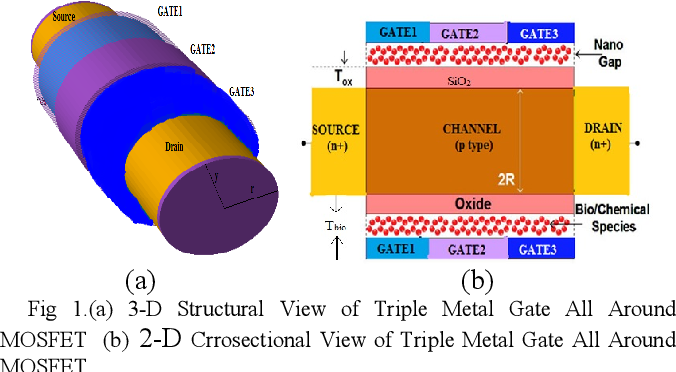 Source
GATE1
GATE2
GATE3
Drain
y
r
(a)
GATE1 GATE2 GATE3
Nano
Gap
Tox
SiO2
SOURCE
(n+)
CHANNEL
(p type)
DRAIN
(n+)
2R
Oxide
Bio/Chemical
Species
Tbio
GATE1 GATE2 GATE3
(b)
Fig 1.(a) 3-D Structural View of Triple Metal Gate All Around
MOSFET (b) 2-D Crrosectional View of Triple Metal Gate All Around
MOSFET